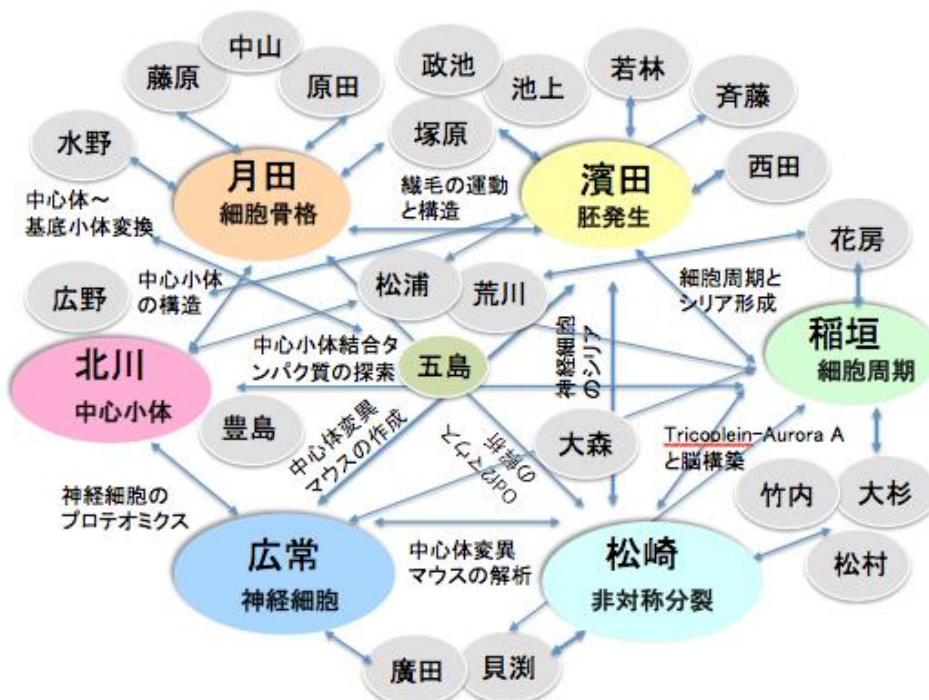 中山
藤原
原田
水野
政池
池上
若林
斉藤
塚原
西田
月田
細胞骨格
濱田
胚発生
繊毛の運動
と構造
中心体～
基底小体変換
花房
広野
中心小体
の構造
松浦
荒川
細胞周期と
シリア形成
稲垣
細胞周期
北川
中心小体
中心小体結合タ
ンパク質の探索
五島
神経細胞
のシリア
豊島
中心体変異
マウスの作成
Odf2マウス
の解析
大森
Tricoplein-Aurora A
と脳構築
竹内
大杉
松村
神経細胞の
プロテオミクス
広常
神経細胞
中心体変異
マウスの解析
松崎
非対称分裂
廣田
貝渕